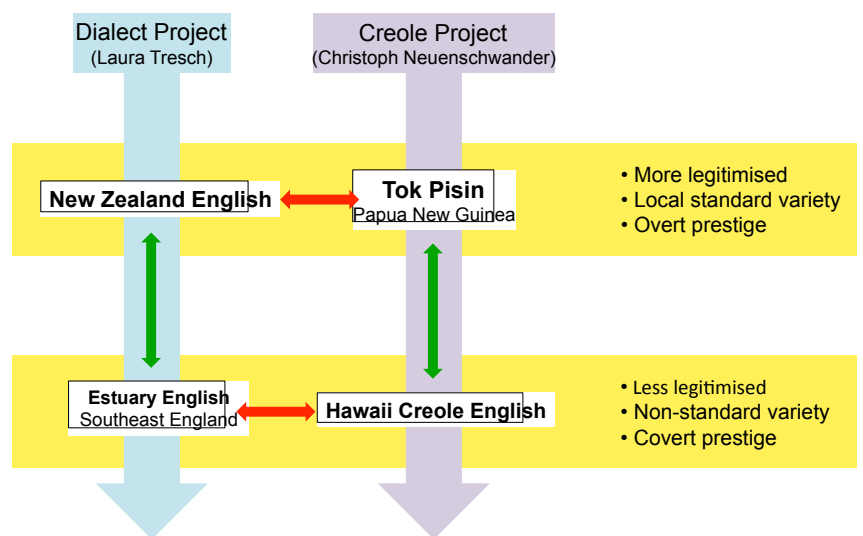 Dialect Project
(Laura Tresch)
Creole Project
(Christoph Neuenschwander)
New Zealand English
Tok Pisin
Papua New Guinea
• More legitimised
• Local standard variety
• Overt prestige
Estuary English
Southeast England
Hawaii Creole English
• Less legitimised
• Non-standard variety
• Covert prestige